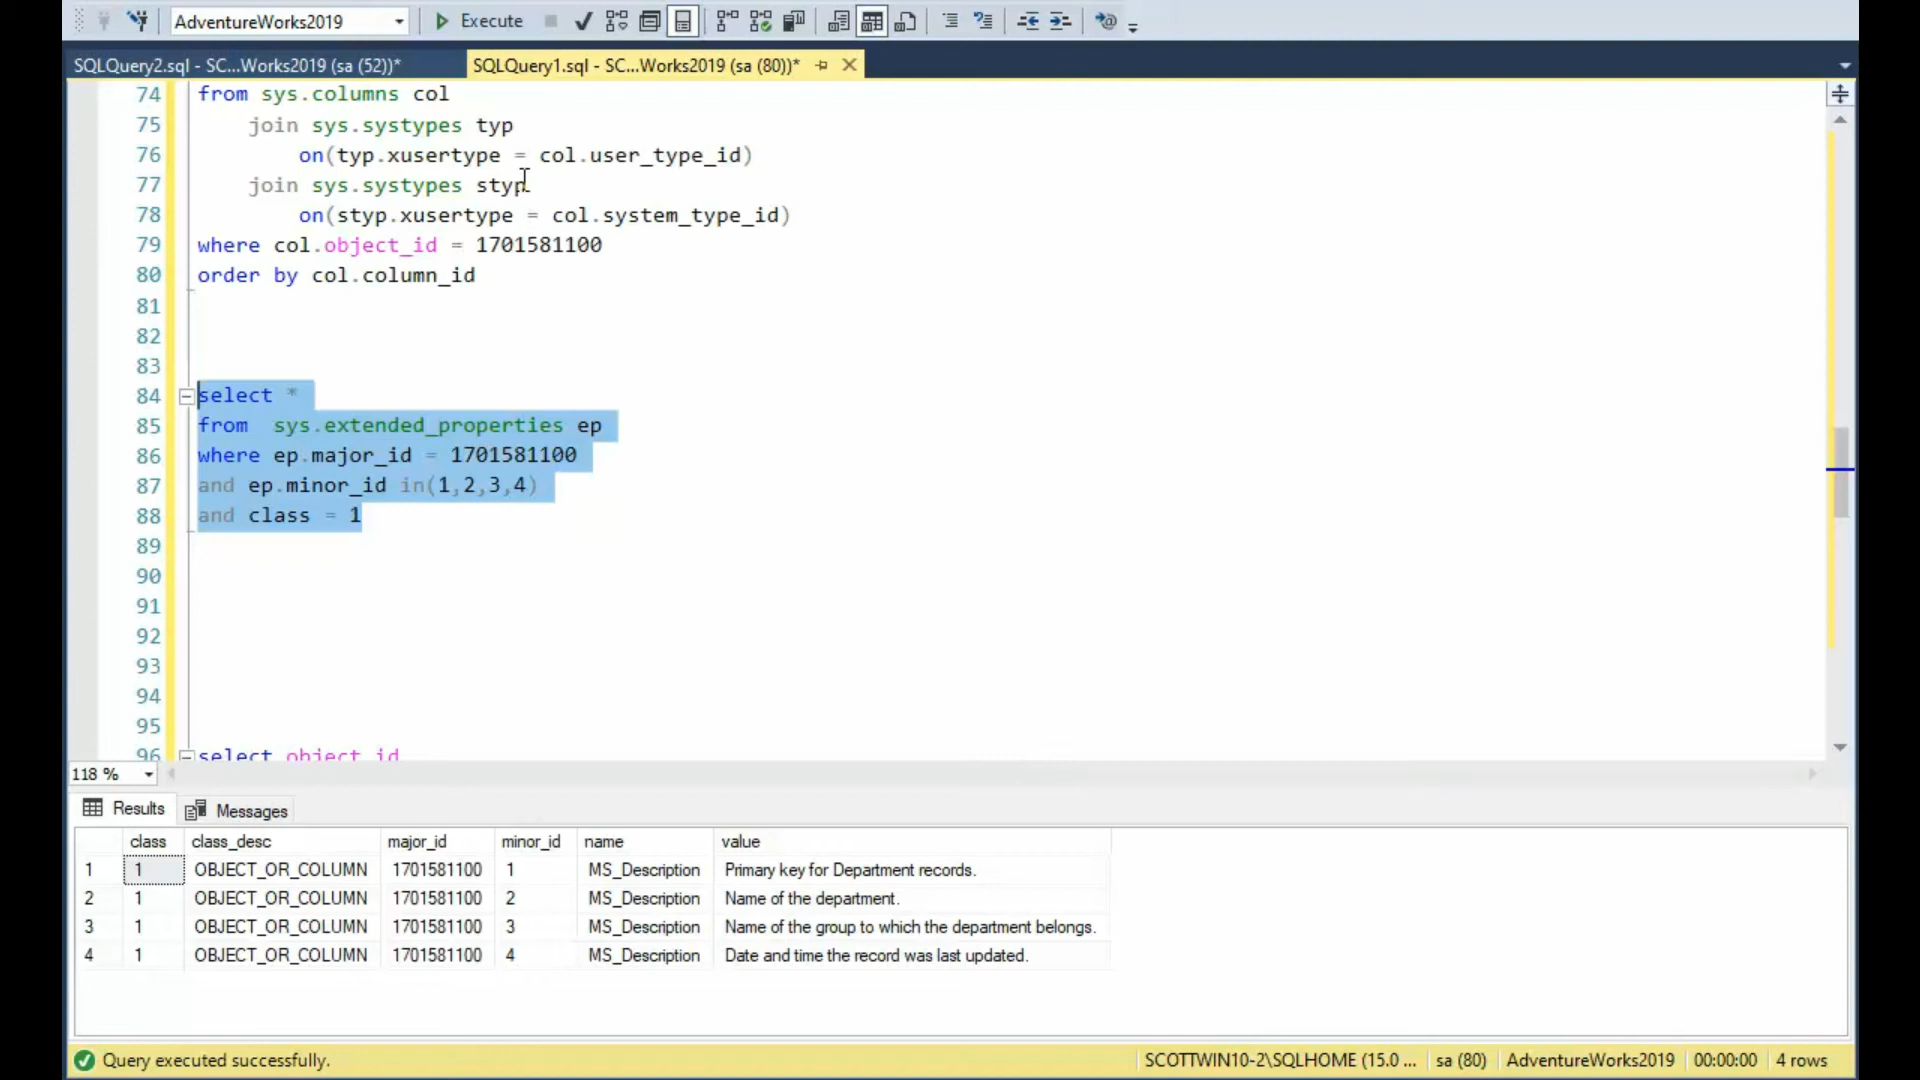 AdventureWorks2019 Execute
SQLQuery2.sql - SC...Works2019 (sa (52))* SQLQuery1.sql - SC...Works2019 (sa (80))*
74 from sys.columns col
75 join sys.systypes typ
76 on(typ.xusertype = col.user_type_id)
77 join sys.systypes styp
78 on(styp.xusertype = col.system_type_id)
79 where col.object_id = 1701581100
80 order by col.column_id
81
82
83
84 select *
85 from sys.extended_properties ep
86 where ep.major_id = 1701581100
87 and ep.minor_id in(1,2,3,4)
88 and class = 1
89
90
91
92
93
94
95
96 select object_id
118 %
Results Messages
class class_desc major_id minor_id name value
1 1 OBJECT_OR_COLUMN 1701581100 1 MS_Description Primary key for Department records.
2 1 OBJECT_OR_COLUMN 1701581100 2 MS_Description Name of the department.
3 1 OBJECT_OR_COLUMN 1701581100 3 MS_Description Name of the group to which the department belongs.
4 1 OBJECT_OR_COLUMN 1701581100 4 MS_Description Date and time the record was last updated.
Query executed successfully. SCOTTWIN10-2\SQLHOME (15.0 ... sa (80) AdventureWorks2019 00:00:00 4 rows